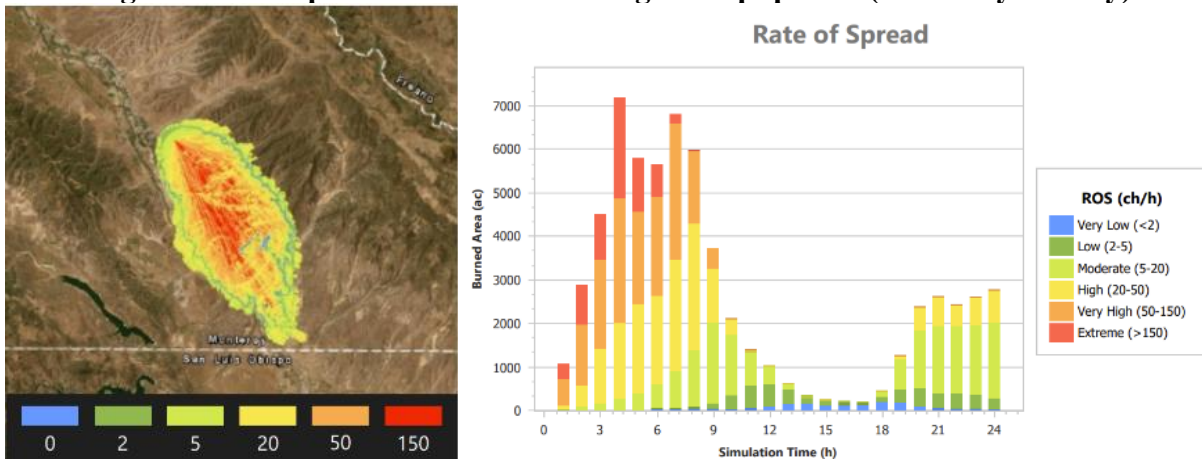 Fresno
Monterey
San Luis Obispo
0 2 5 20 50 150
Rate of Spread
Burned Area (ac)
7000
6000
5000
4000
3000
2000
1000
0
0 3 6 9 12 15 18 21 24
Simulation Time (h)
ROS (ch/h)
Very Low (<2)
Low (2-5)
Moderate (5-20)
High (20-50)
Very High (50-150)
Extreme (>150)